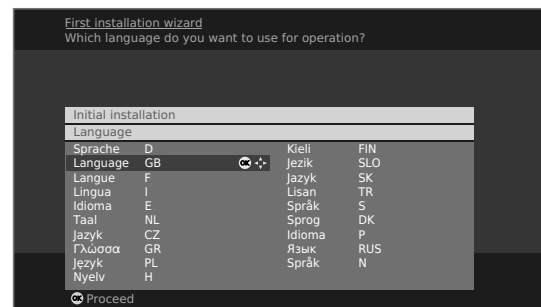 First installation wizard
Which language do you want to use for operation?
Initial installation
Language
Sprache D Kieli FIN
Language GB OK Jezik SLO
Langue F Jazyk SK
Lingua I Lisan TR
Idioma E Språk S
Taal NL Sprog DK
Jazyk CZ Idioma P
Γλώσσα GR Язык RUS
Język PL Språk N
Nyelv H
OK Proceed